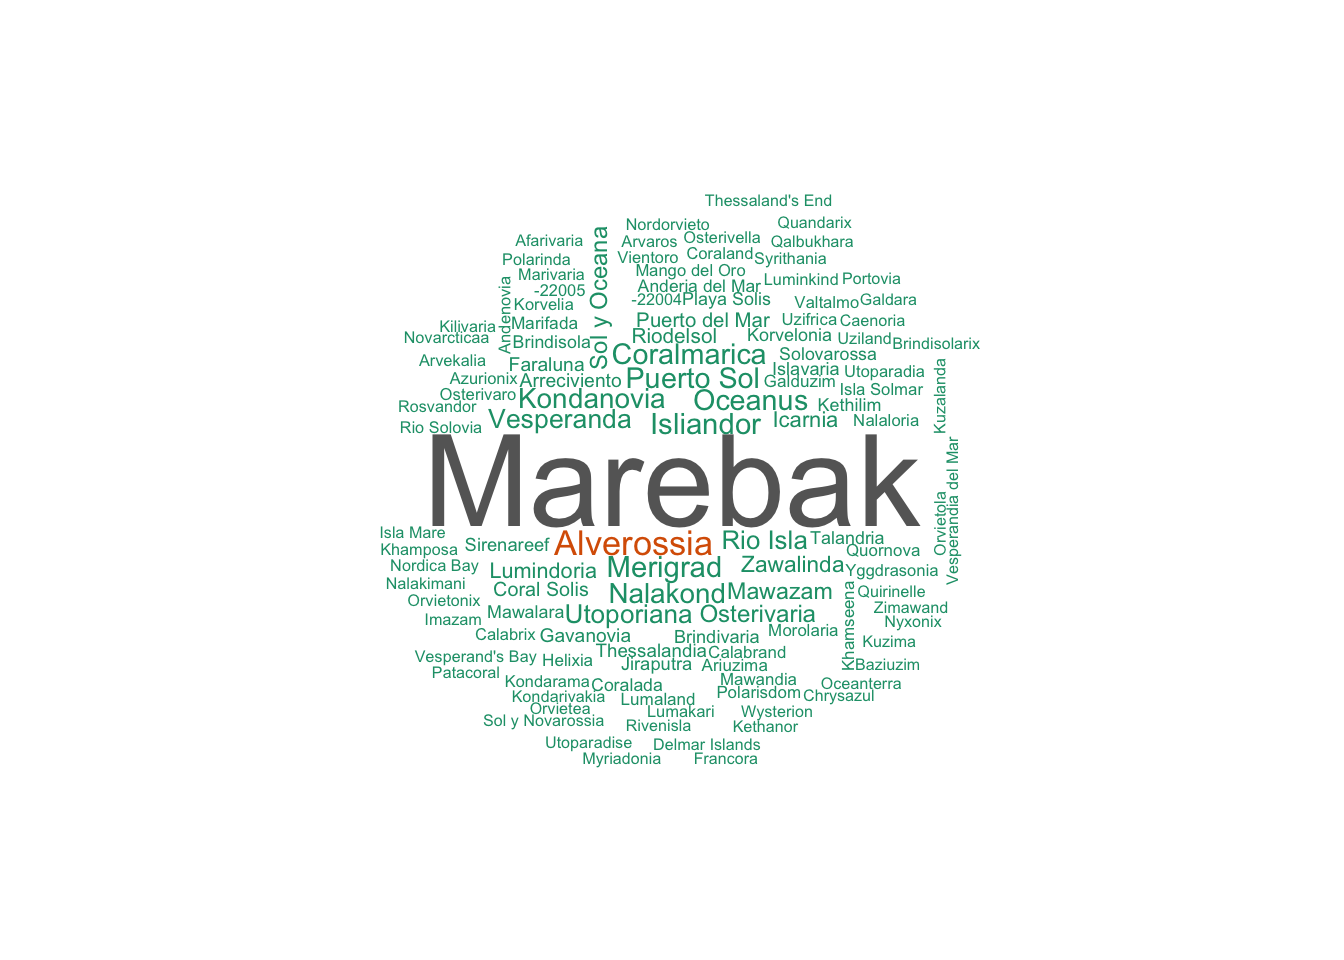 Thessaland's End
Nordorvieto
Quandarix
Afarivaria
Sol y Oceana
Arvaros
Osterivella
Qalbukhara
Polarinda
Vientoro
Coraland
Syrithania
Marivaria
Mango del Oro
Luminkind
Portovia
Andenovia
-22005
Anderia del Mar
Korvelia
-22004
Playa Solis
Valtalmo
Galdara
Kilivaria
Marifada
Puerto del Mar
Uzifrica
Caenoria
Novarcticaa
Brindisola
Riodelsol
Korvelonia
Uziland
Brindisolarix
Arvekalia
Faraluna
Coralmarica
Solovarossa
Azurionix
Arreciviento
Puerto Sol
Islavaria
Galduzim
Utoparadia
Kuzalanda
Osterivaro
Kondanovia
Oceanus
Isla Solmar
Rosvandor
Kethilim
Rio Solovia
Vesperanda
Isliandor
Icarnia
Nalaloria
Marebak
Vesperandia del Mar
Orvietola
Isla Mare
Khamposa
Sirenareef
Alverossia
Rio Isla
Talandria
Quornova
Nordica Bay
Lumindoria
Merigrad
Zawalinda
Yggdrasonia
Nalakimani
Coral Solis
Nalakond
Mawazam
Quirinelle
Orvietonix
Imazam
Mawalara
Utoporiana
Osterivaria
Khamseena
Zimawand
Nyxonix
Calabrix
Gavanovia
Brindivaria
Morolaria
Kuzima
Vesperand's Bay
Helixia
Thessalandia
Calabrand
Jiraputra
Ariuzima
Baziuzim
Patacoral
Kondarama
Coralada
Mawandia
Oceanterra
Kondarivakia
Lumaland
Polarisdom
Chrysazul
Orvietea
Lumakari
Wysterion
Sol y Novarossia
Rivenisla
Kethanor
Utoparadise
Delmar Islands
Myriadonia
Francora